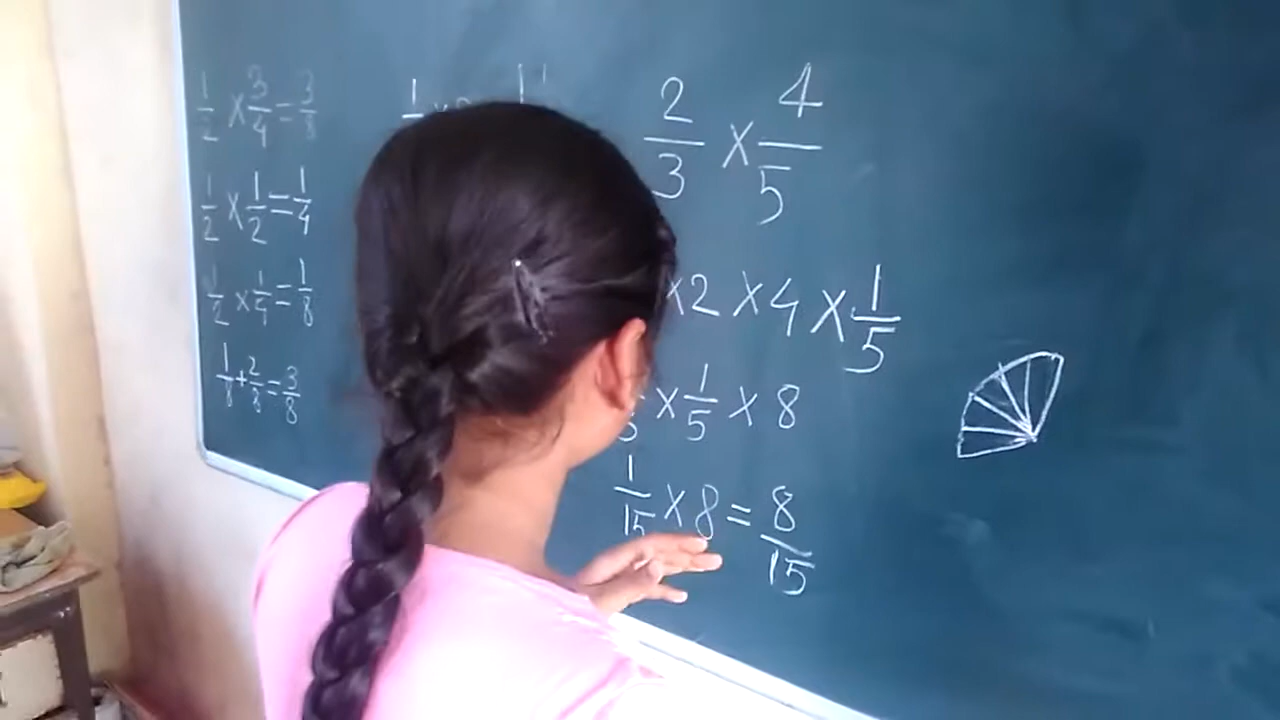 1/2 × 3/4 = 3/8
1/2 × 1/2 = 1/4
1/2 × 1/4 = 1/8
1/8 + 2/8 = 3/8
2/3 × 4/5
× 2 × 4 × 1/5
× 1/5 × 8
1/15 × 8 = 8/15